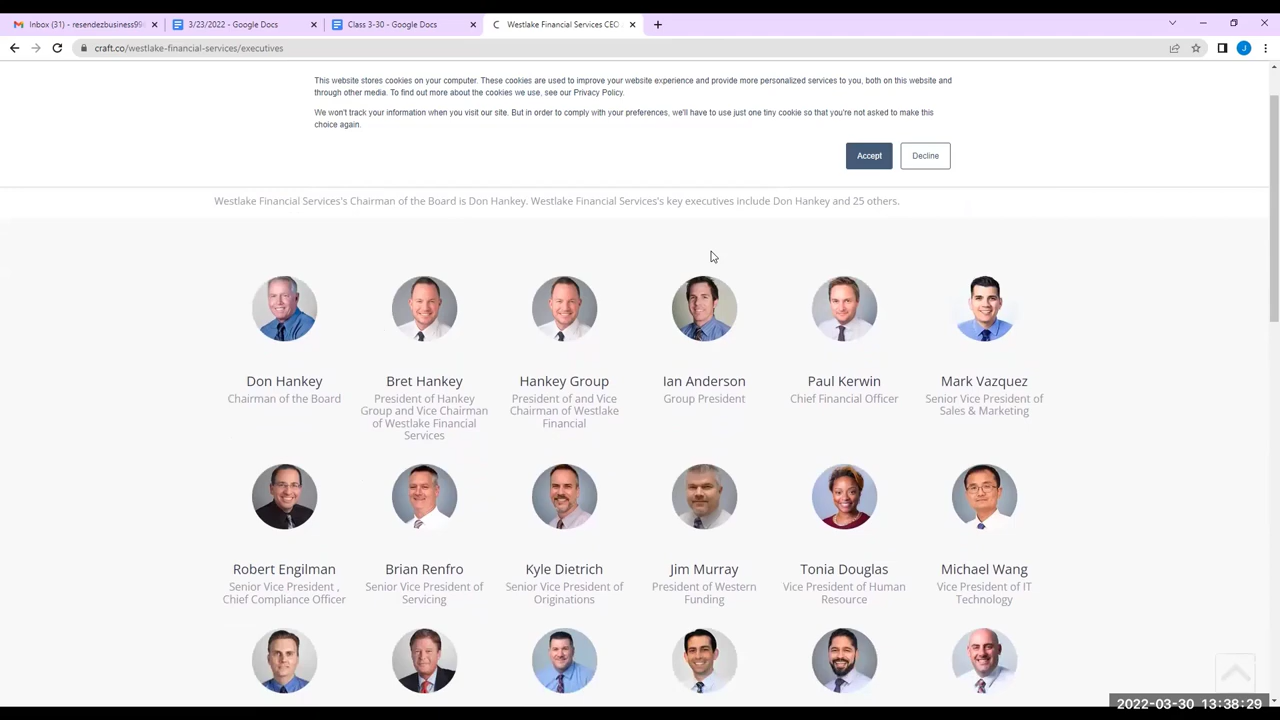 Inbox (31) - resendezbusiness99
3/23/2022 - Google Docs
Class 3-30 - Google Docs
Westlake Financial Services CEO
craft.co/westlake-financial-services/executives
J
This website stores cookies on your computer. These cookies are used to improve your website experience and provide more personalized services to you, both on this website and
through other media. To find out more about the cookies we use, see our Privacy Policy.
We won't track your information when you visit our site. But in order to comply with your preferences, we'll have to use just one tiny cookie so that you're not asked to make this
choice again.
Accept
Decline
Westlake Financial Services's Chairman of the Board is Don Hankey. Westlake Financial Services's key executives include Don Hankey and 25 others.
Don Hankey
Chairman of the Board
Bret Hankey
President of Hankey
Group and Vice Chairman
of Westlake Financial
Services
Hankey Group
President of and Vice
Chairman of Westlake
Financial
Ian Anderson
Group President
Paul Kerwin
Chief Financial Officer
Mark Vazquez
Senior Vice President of
Sales & Marketing
Robert Engilman
Senior Vice President ,
Chief Compliance Officer
Brian Renfro
Senior Vice President of
Servicing
Kyle Dietrich
Senior Vice President of
Originations
Jim Murray
President of Western
Funding
Tonia Douglas
Vice President of Human
Resource
Michael Wang
Vice President of IT
Technology
2022-03-30 13:38:29